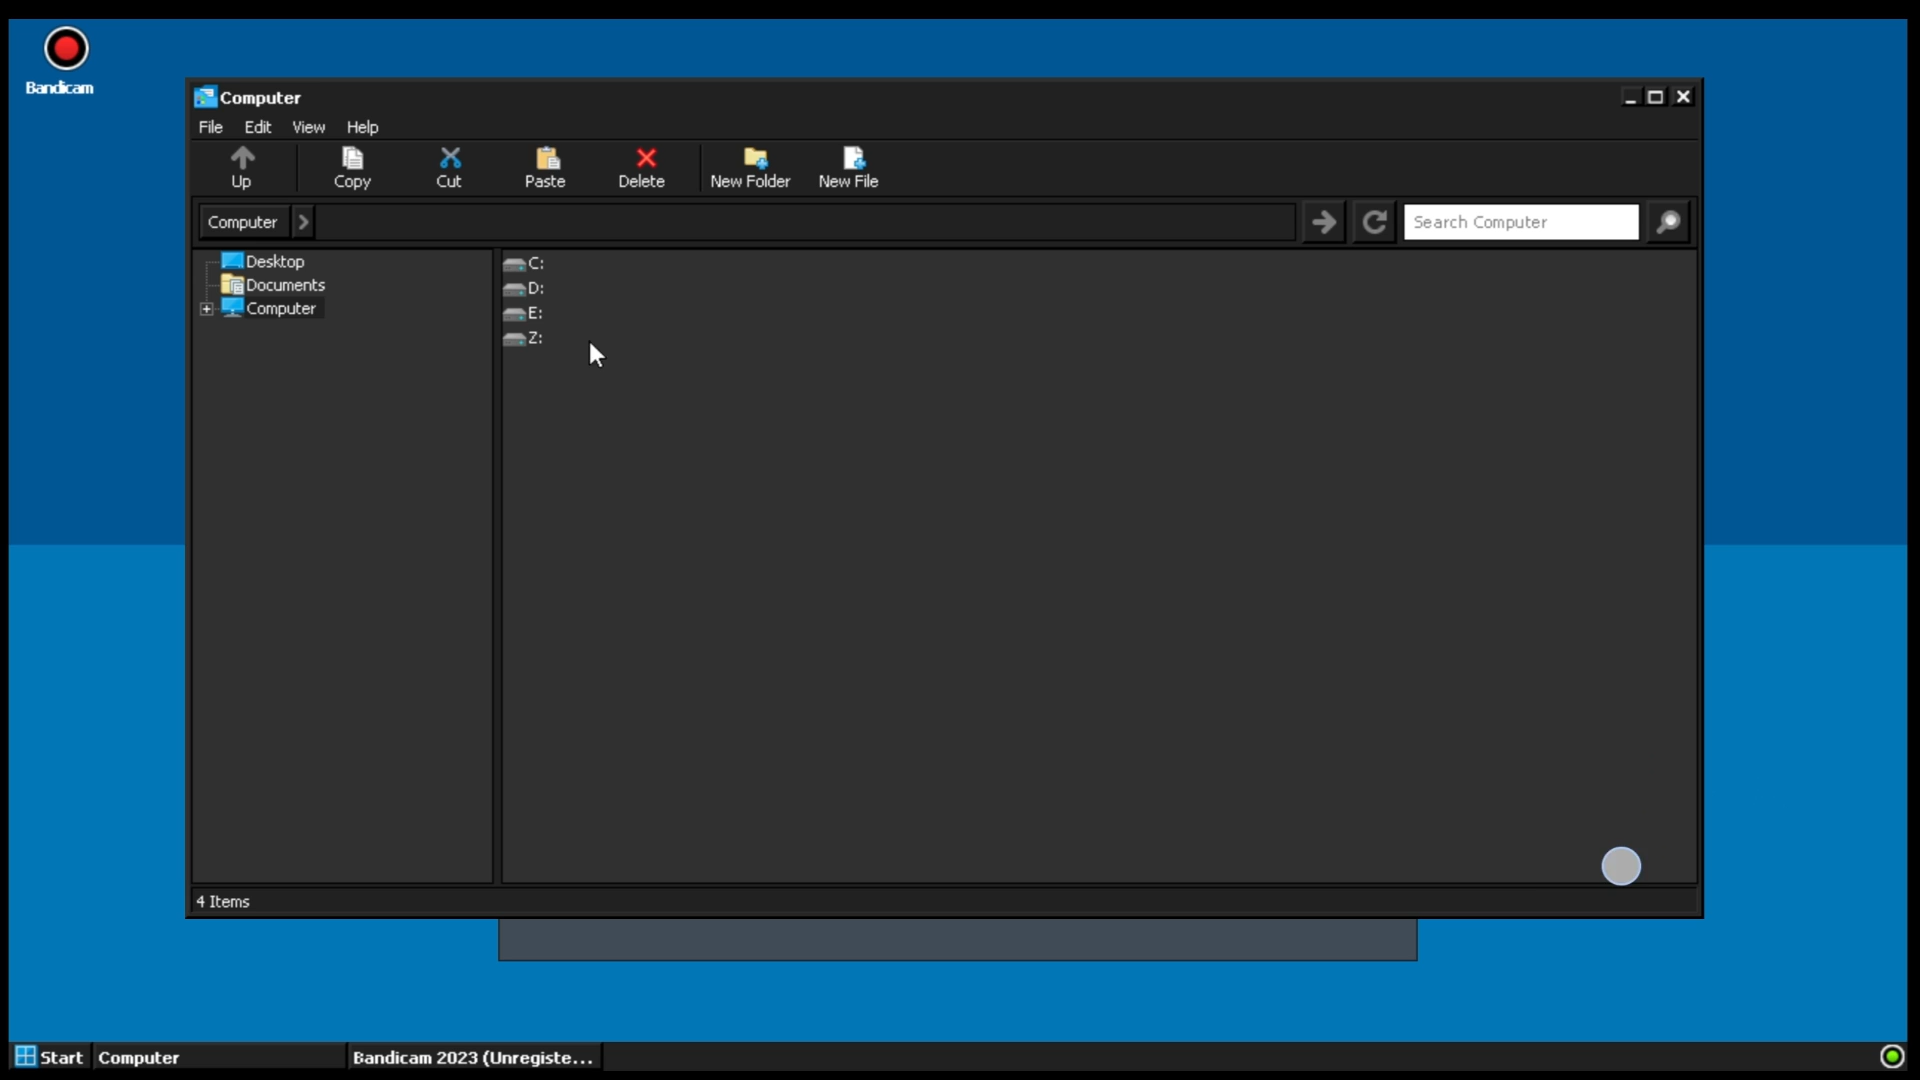 Bandicam
Computer
File Edit View Help
Up Copy Cut Paste Delete New Folder New File
Computer Search Computer
Desktop
Documents
Computer
C:
D:
E:
Z:
4 Items
Start Computer Bandicam 2023 (Unregiste...